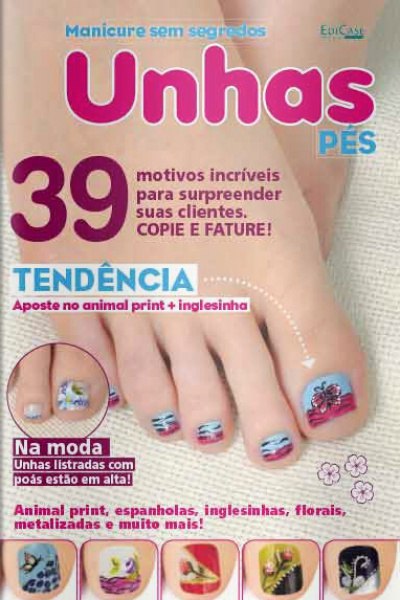 Manicure sem segredos
EDICASE
Unhas
PÉS
39
motivos incríveis
para surpreender
suas clientes.
COPIE E FATURE!
TENDÊNCIA
Aposte no animal print + inglesinha
Na moda
Unhas listradas com
poás estão em alta!
Animal print, espanholas, inglesinhas, florais,
metalizadas e muito mais!